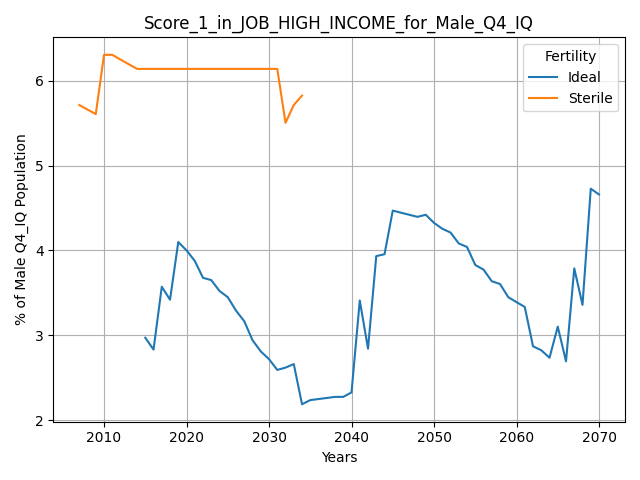 Score_1_in_JOB_HIGH_INCOME_for_Male_Q4_IQ
Fertility
Ideal
Sterile
% of Male Q4_IQ Population
6
5
4
3
2
2010 2020 2030 2040 2050 2060 2070
Years